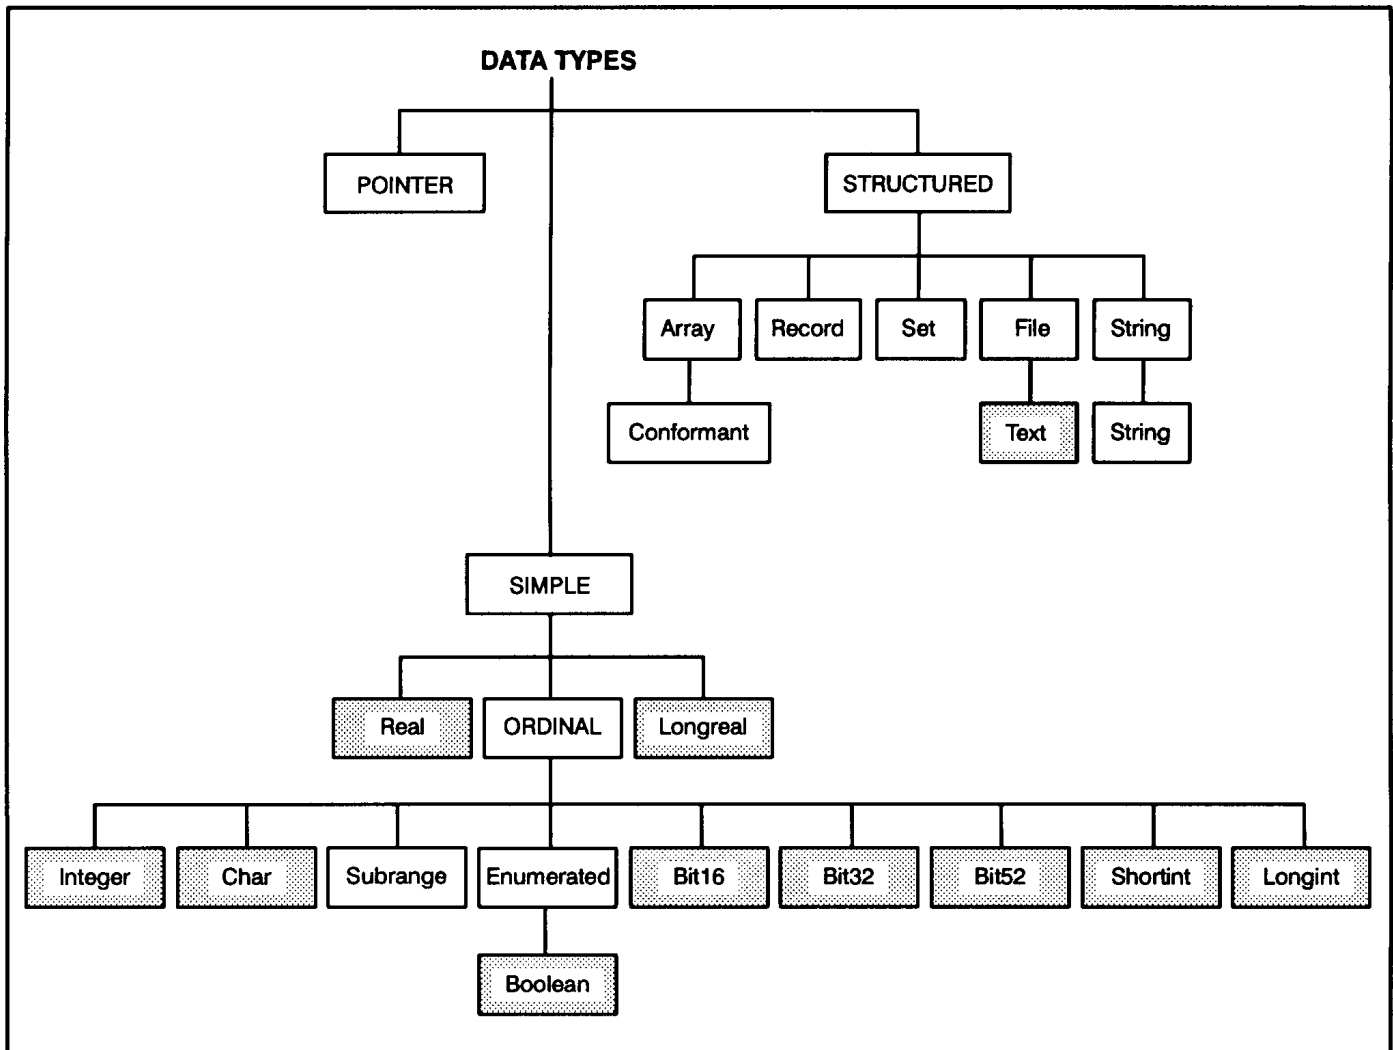 DATA TYPES
POINTER
STRUCTURED
Array
Record
Set
File
String
Conformant
Text
String
SIMPLE
Real
ORDINAL
Longreal
Integer
Char
Subrange
Enumerated
Bit16
Bit32
Bit52
Shortint
Longint
Boolean